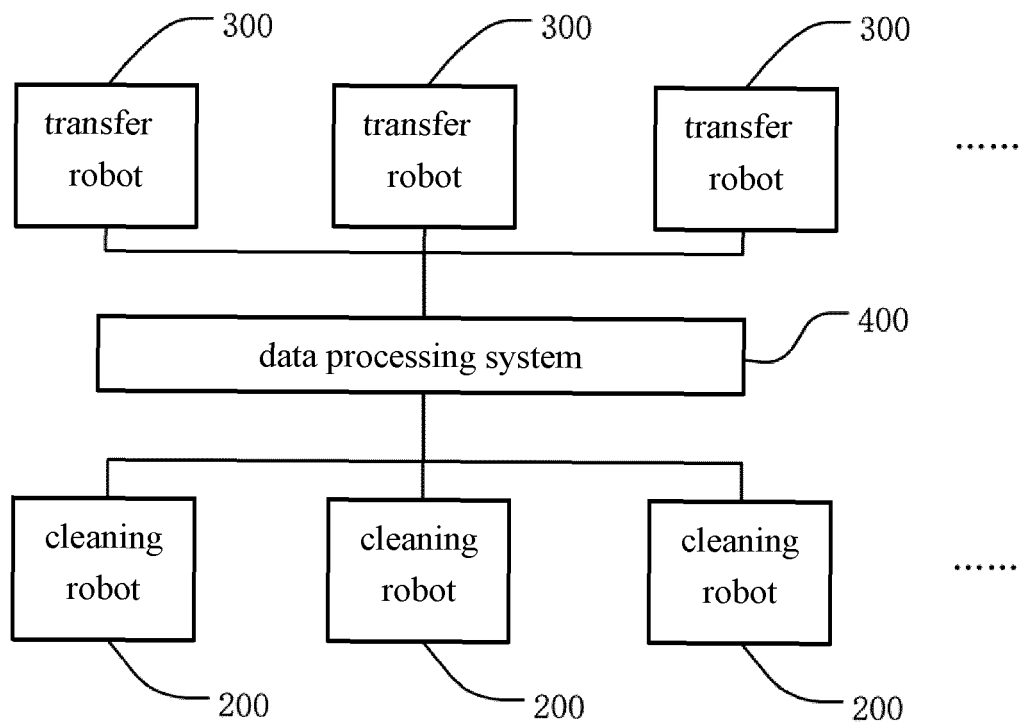 300 300 300
transfer robot
transfer robot
transfer robot
......
400
data processing system
cleaning robot
cleaning robot
cleaning robot
......
200 200 200